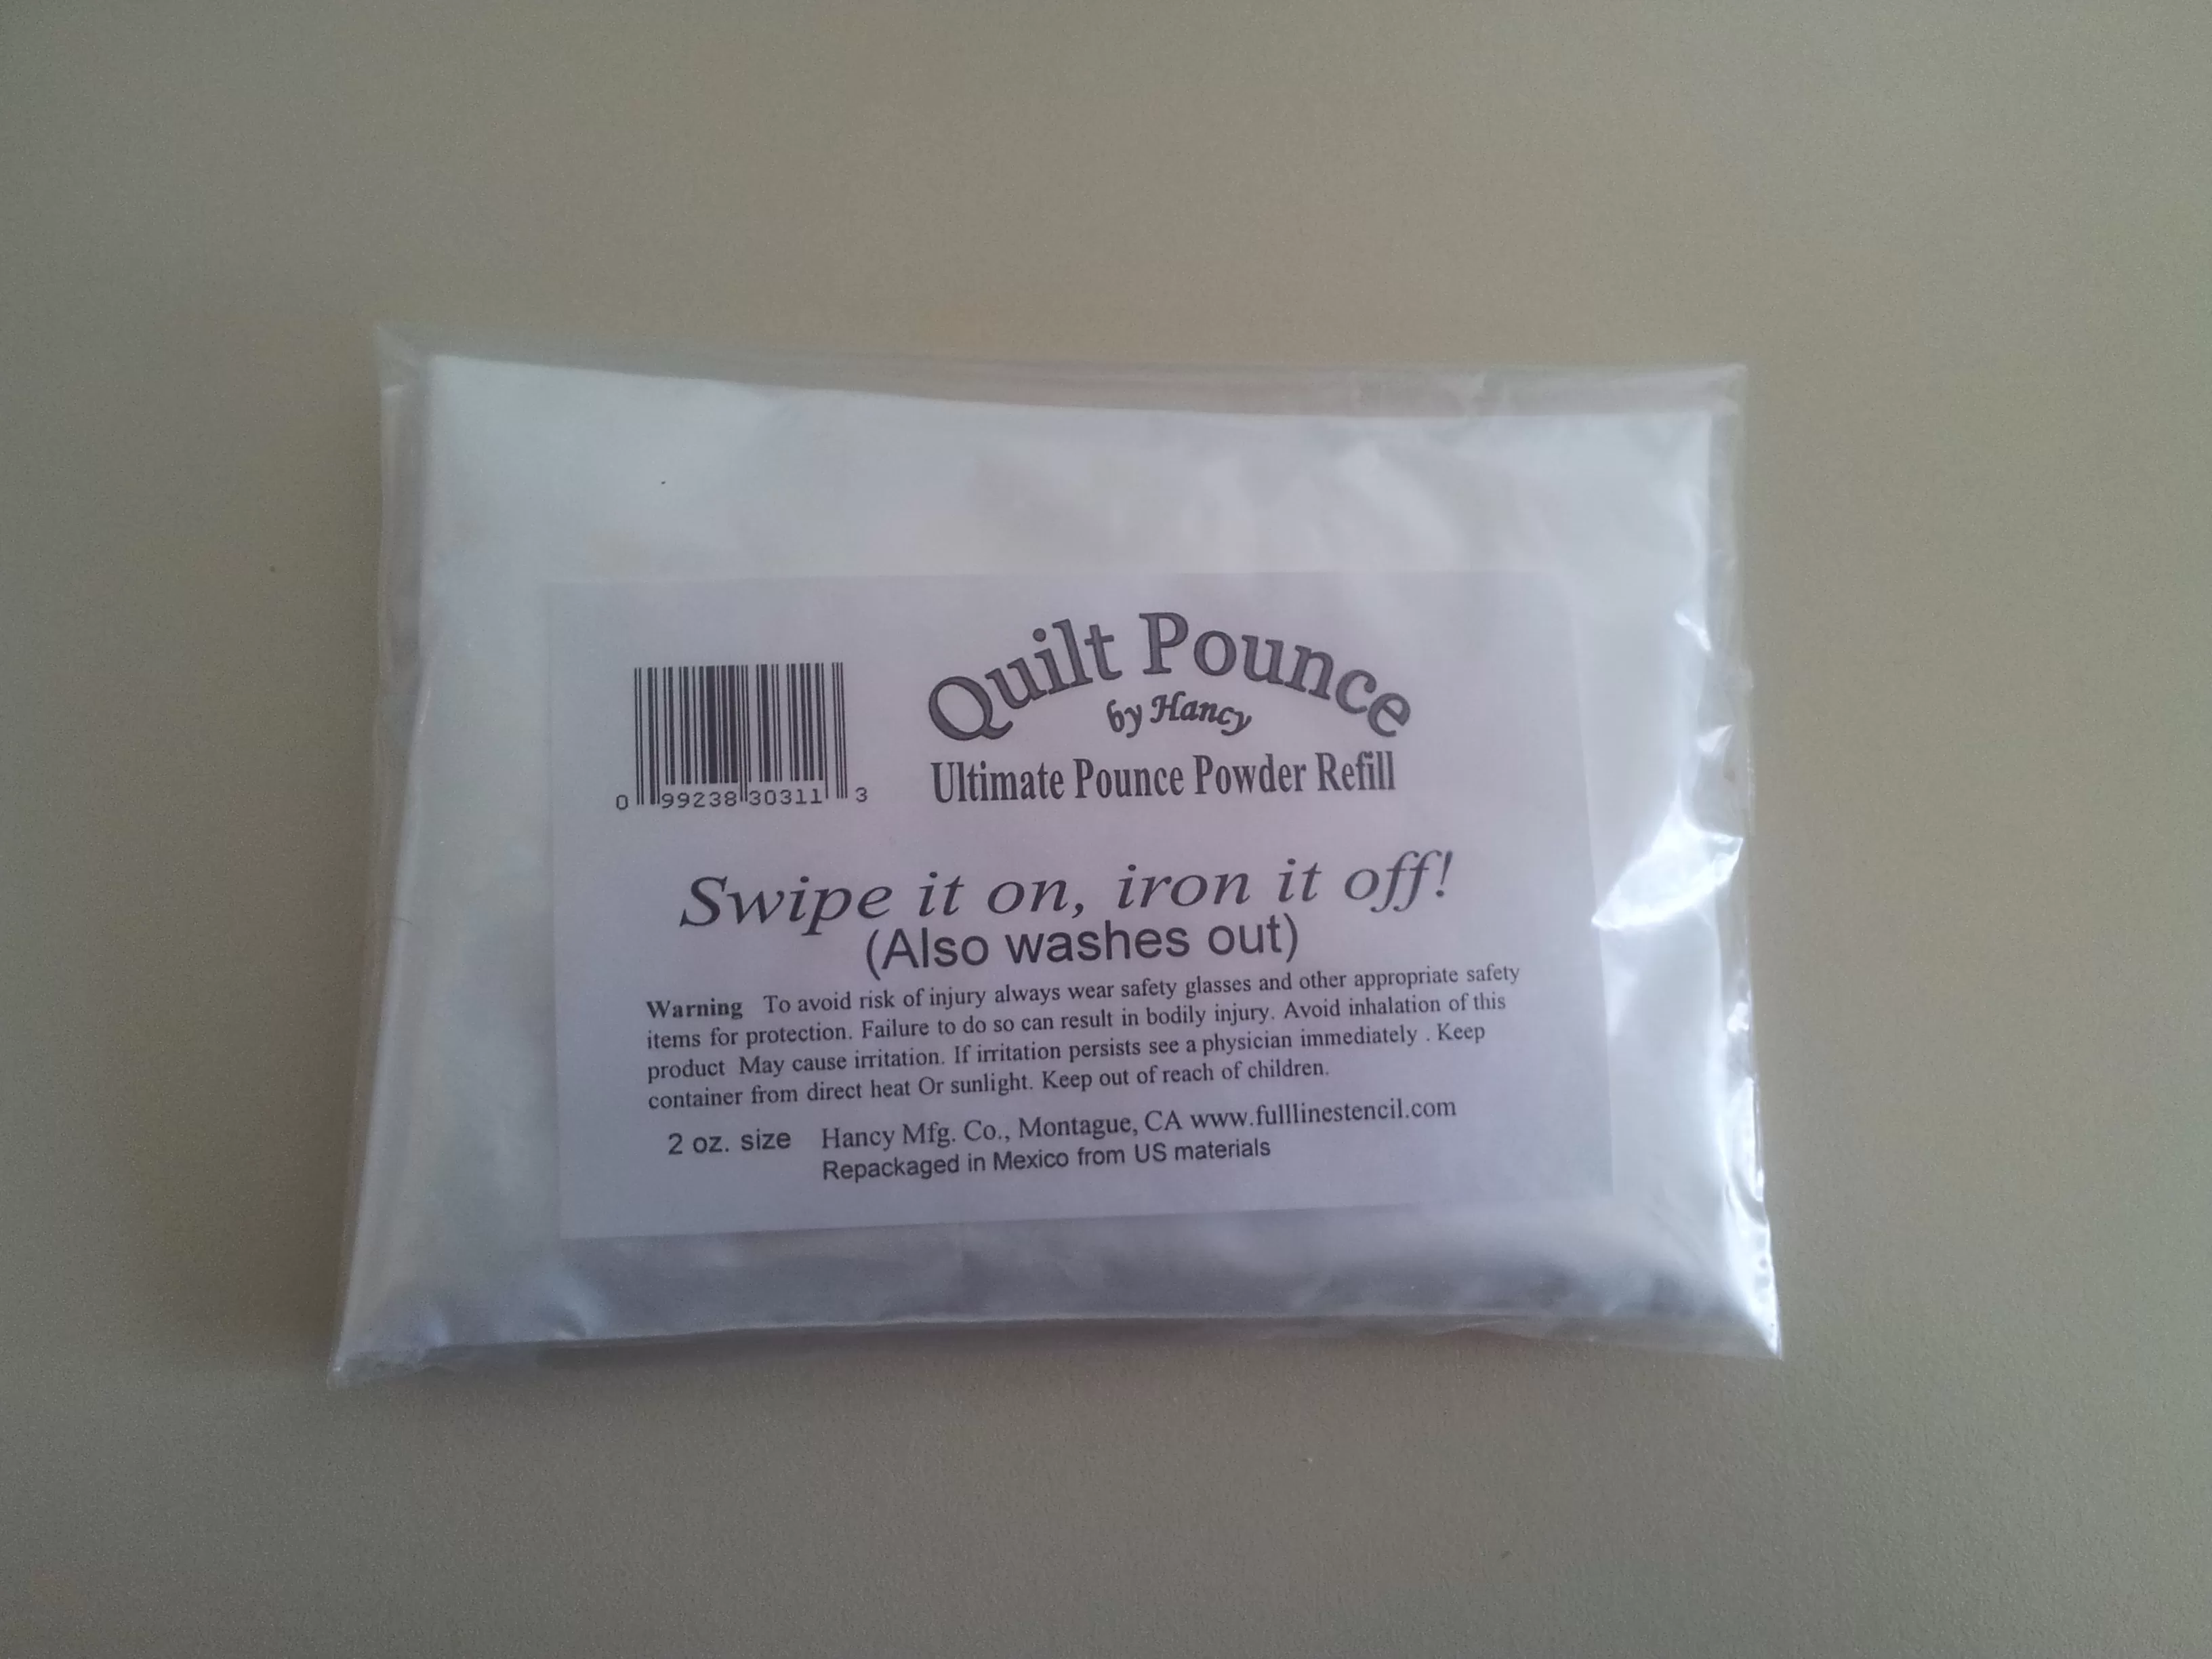 Quilt Pounce
by Hancy
Ultimate Pounce Powder Refill
0 99238 30311 3
Swipe it on, iron it off!
(Also washes out)
Warning To avoid risk of injury always wear safety glasses and other appropriate safety
items for protection. Failure to do so can result in bodily injury. Avoid inhalation of this
product May cause irritation. If irritation persists see a physician immediately . Keep
container from direct heat Or sunlight. Keep out of reach of children.
2 oz. size Hancy Mfg. Co., Montague, CA www.fulllinestencil.com
Repackaged in Mexico from US materials